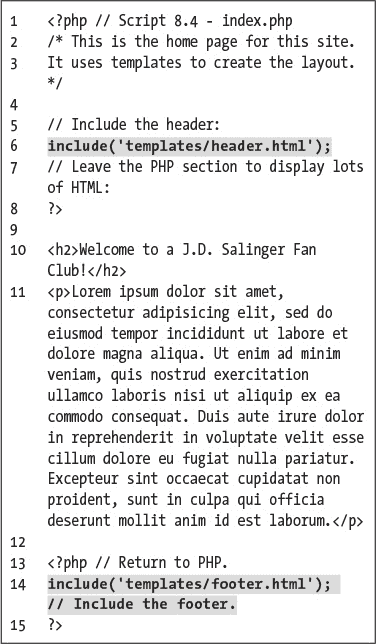 1 <?php // Script 8.4 - index.php
2 /* This is the home page for this site.
3 It uses templates to create the layout.
*/
4
5 // Include the header:
6 include('templates/header.html');
7 // Leave the PHP section to display lots
of HTML:
8 ?>
9
10 <h2>Welcome to a J.D. Salinger Fan
Club!</h2>
11 <p>Lorem ipsum dolor sit amet,
consectetur adipisicing elit, sed do
eiusmod tempor incididunt ut labore et
dolore magna aliqua. Ut enim ad minim
veniam, quis nostrud exercitation
ullamco laboris nisi ut aliquip ex ea
commodo consequat. Duis aute irure dolor
in reprehenderit in voluptate velit esse
cillum dolore eu fugiat nulla pariatur.
Excepteur sint occaecat cupidatat non
proident, sunt in culpa qui officia
deserunt mollit anim id est laborum.</p>
12
13 <?php // Return to PHP.
14 include('templates/footer.html');
// Include the footer.
15 ?>